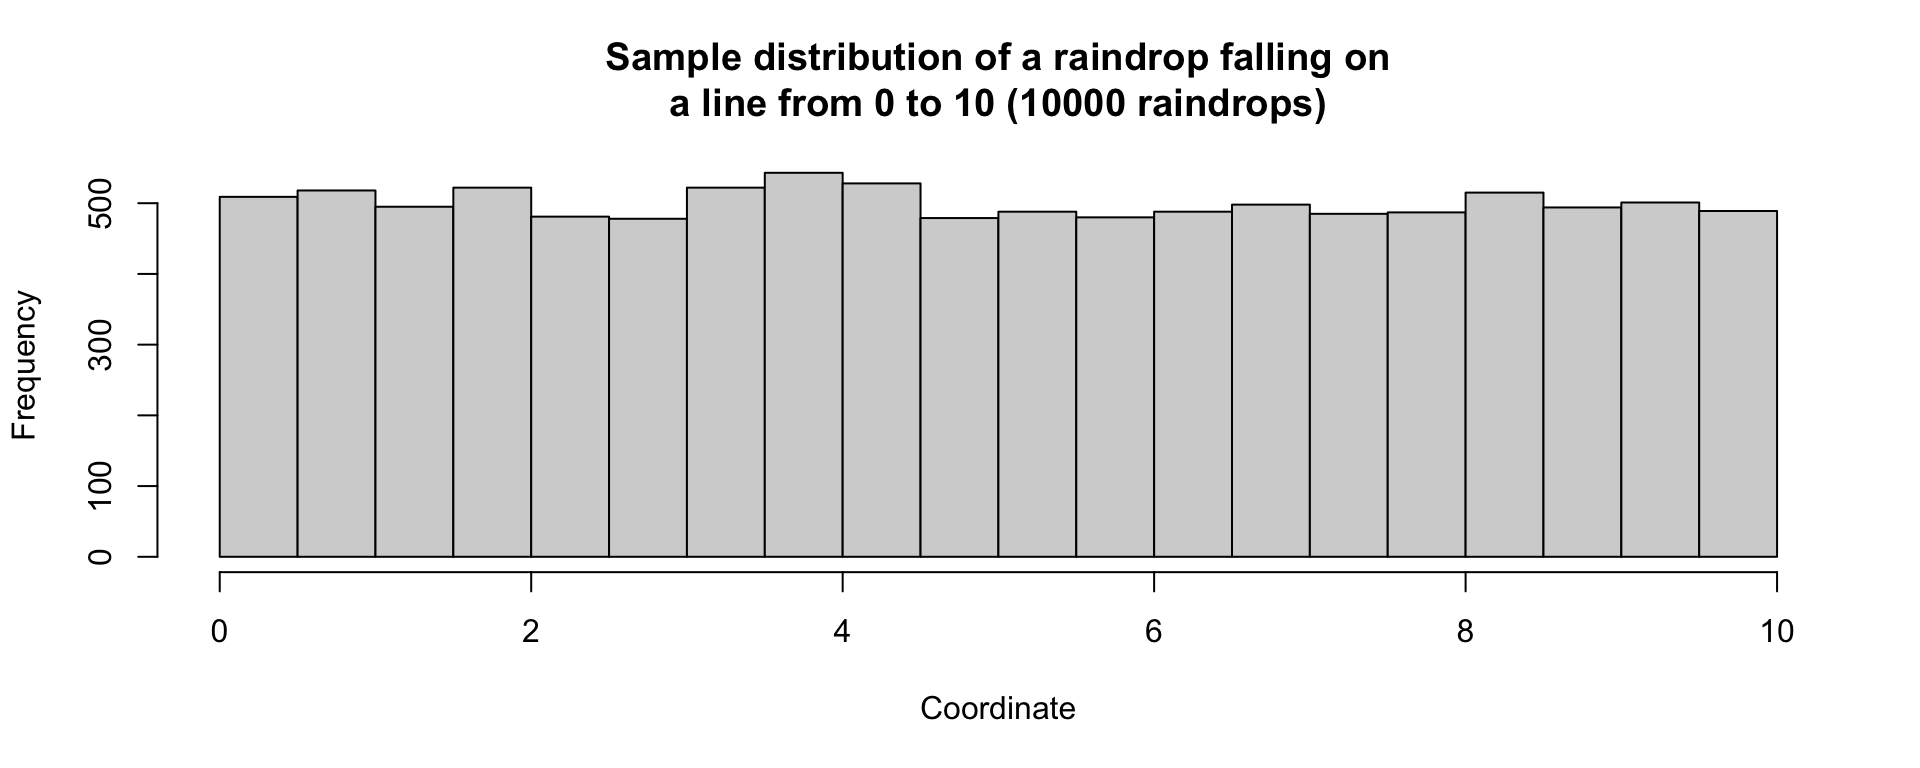 Sample distribution of a raindrop falling on
a line from 0 to 10 (10000 raindrops)
Frequency
500
300
100
0
0 2 4 6 8 10
Coordinate